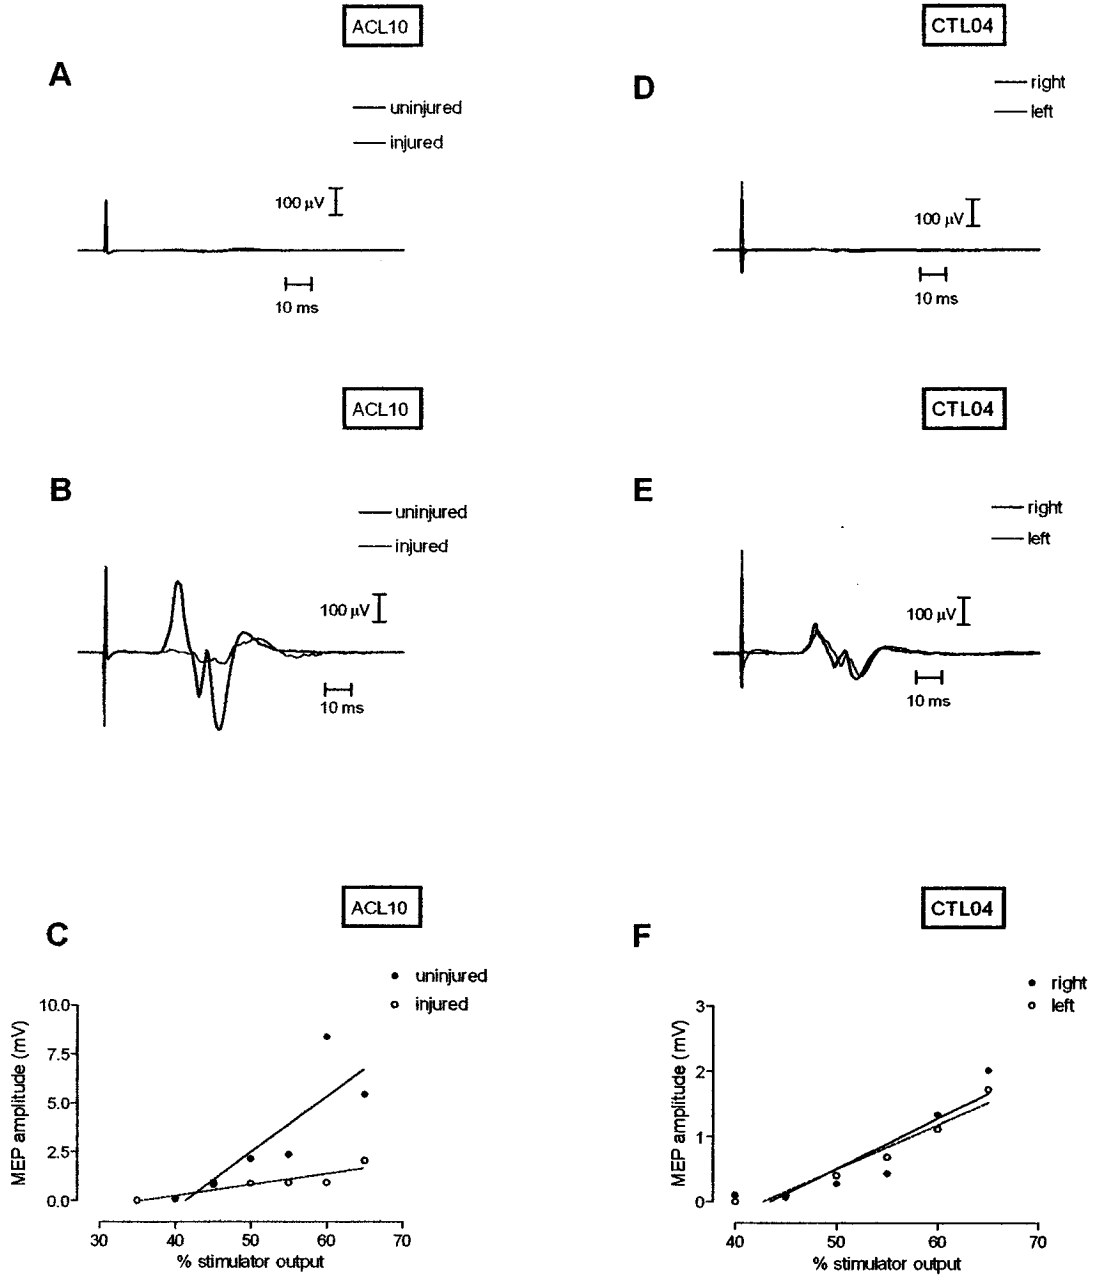 ACL10
CTL04
A
D
uninjured
injured
right
left
100 µV
10 ms
100 µV
10 ms
ACL10
CTL04
B
E
uninjured
injured
right
left
100 µV
10 ms
100 µV
10 ms
ACL10
CTL04
C
F
uninjured
injured
right
left
MEP amplitude (mV)
10.0
7.5
5.0
2.5
0.0
30 40 50 60 70
% stimulator output
MEP amplitude (mV)
3
2
1
0
40 50 60 70
% stimulator output